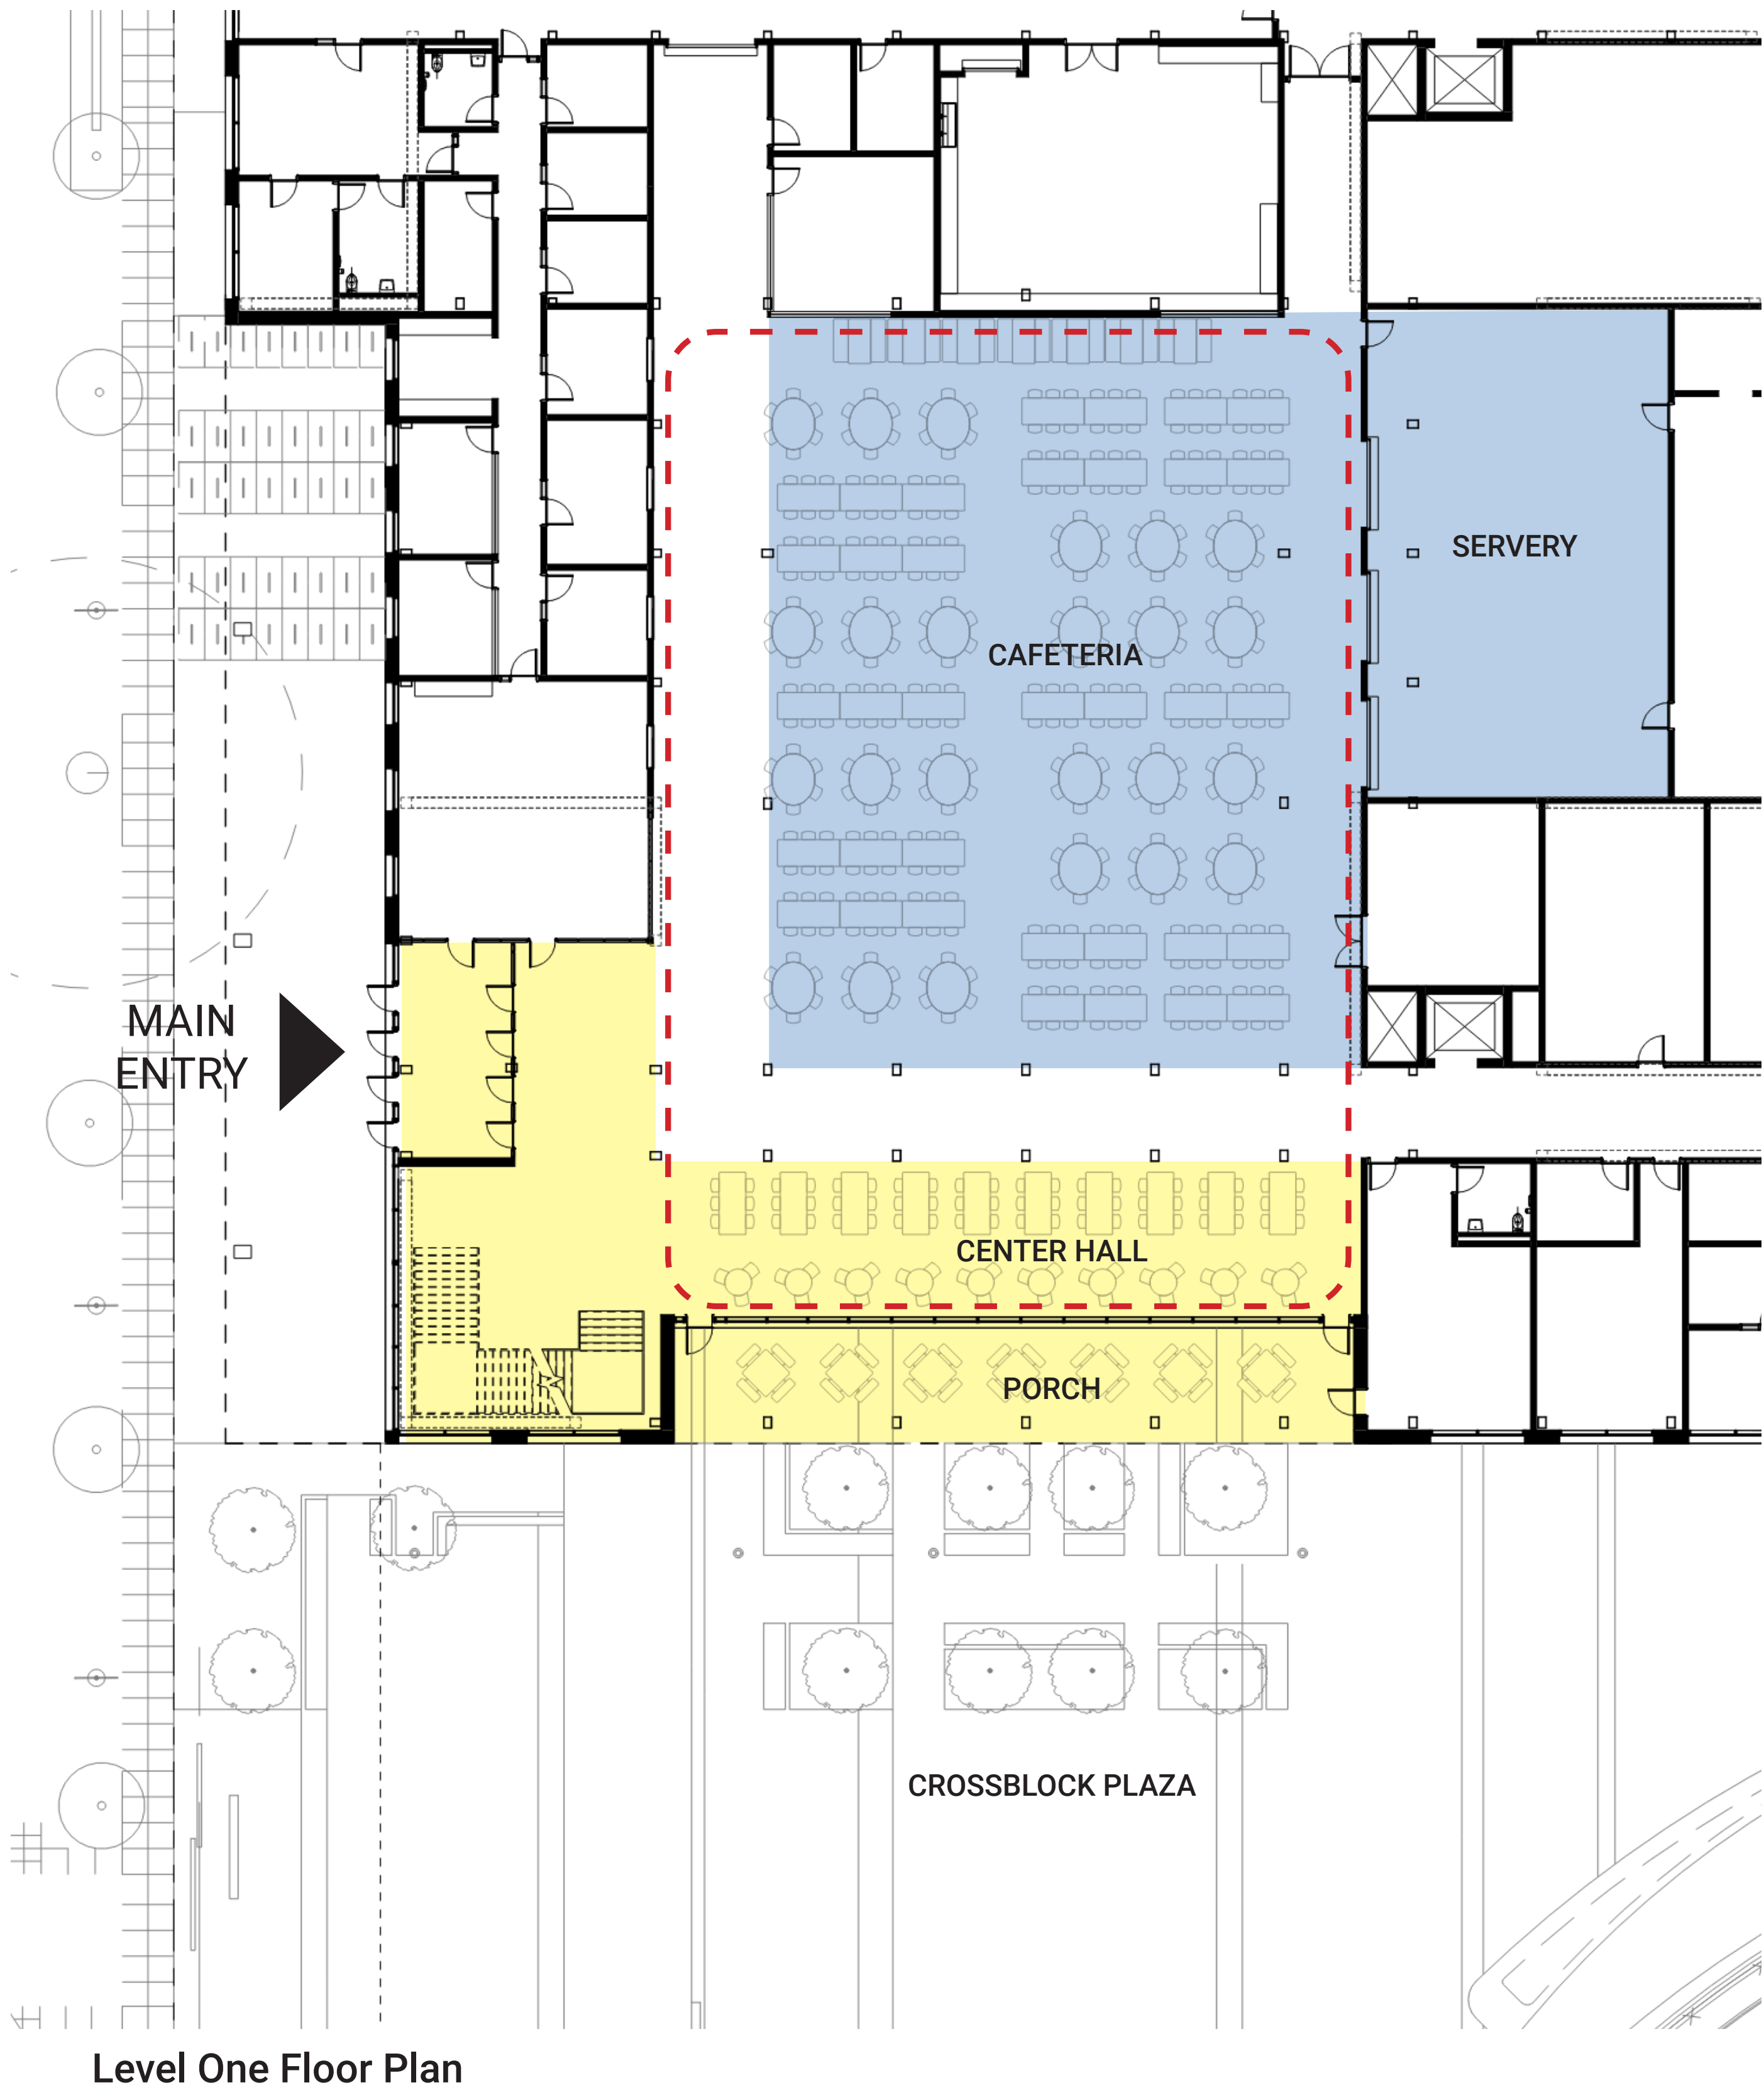 SERVERY
CAFETERIA
MAIN
ENTRY
CENTER HALL
PORCH
CROSSBLOCK PLAZA
Level One Floor Plan